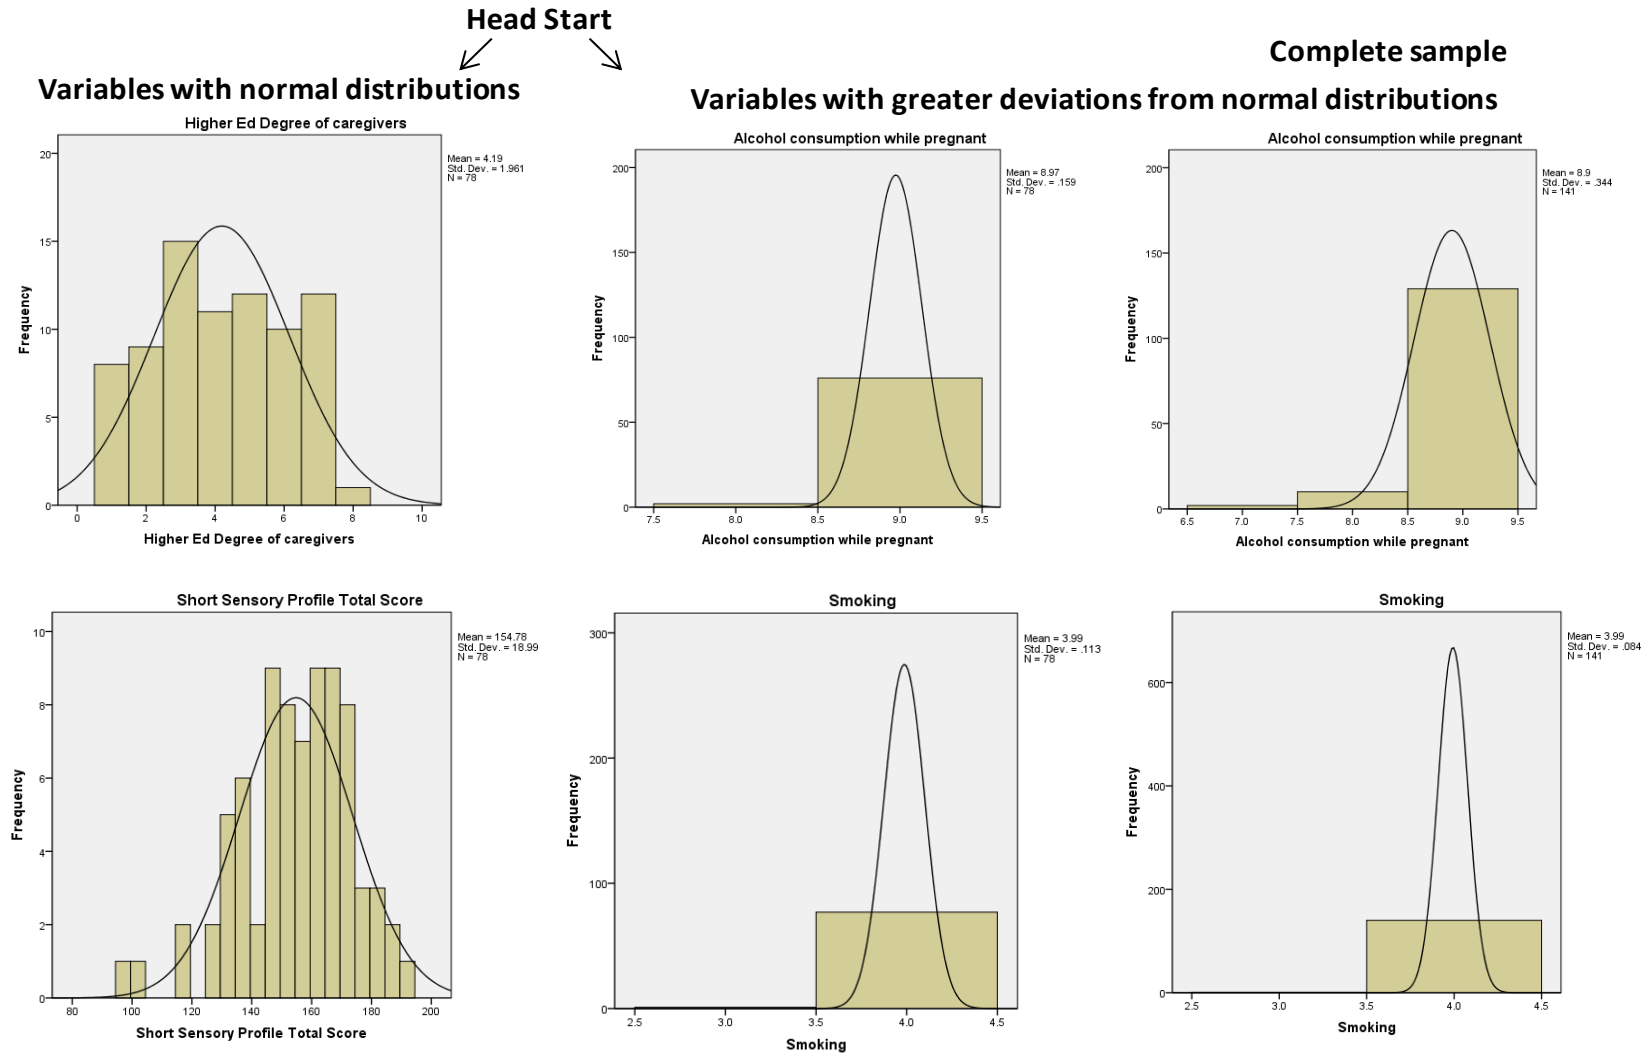 Head Start
Complete sample
Variables with normal distributions
Variables with greater deviations from normal distributions
Higher Ed Degree of caregivers
Mean = 4.19
Std. Dev. = 1.961
N = 78
Frequency
20
15
10
5
0
0 2 4 6 8 10
Higher Ed Degree of caregivers
Alcohol consumption while pregnant
Mean = 8.97
Std. Dev. = .159
N = 78
Frequency
200
150
100
50
0
7.5 8.0 8.5 9.0 9.5
Alcohol consumption while pregnant
Alcohol consumption while pregnant
Mean = 8.9
Std. Dev. = .344
N = 141
Frequency
200
150
100
50
0
6.5 7.0 7.5 8.0 8.5 9.0 9.5
Alcohol consumption while pregnant
Short Sensory Profile Total Score
Mean = 154.78
Std. Dev. = 18.99
N = 78
Frequency
10
8
6
4
2
0
80 100 120 140 160 180 200
Short Sensory Profile Total Score
Smoking
Mean = 3.99
Std. Dev. = .113
N = 78
Frequency
300
200
100
0
2.5 3.0 3.5 4.0 4.5
Smoking
Smoking
Mean = 3.99
Std. Dev. = .084
N = 141
Frequency
600
400
200
0
2.5 3.0 3.5 4.0 4.5
Smoking